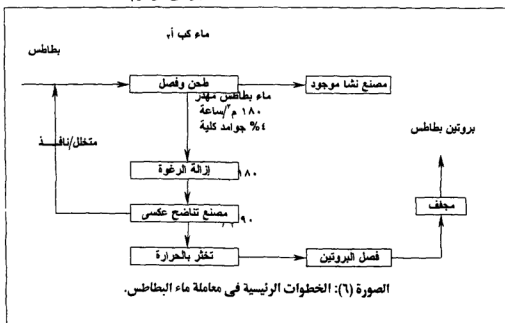 ماء كب أ٢
بطاطس
طحن وفصل
مصنع نشا موجود
ماء بطاطس مهدر
١٨٠ م٣/ساعة
٤% جوامد كلية
بروتين بطاطس
متخلل/نافـــــذ
إزالة الرغوة
١٨٠
مجفف
مصنع تناضح عكسى
٩٠
تخثر بالحرارة
فصل البروتين
الصورة (٦): الخطوات الرئيسية فى معاملة ماء البطاطس.